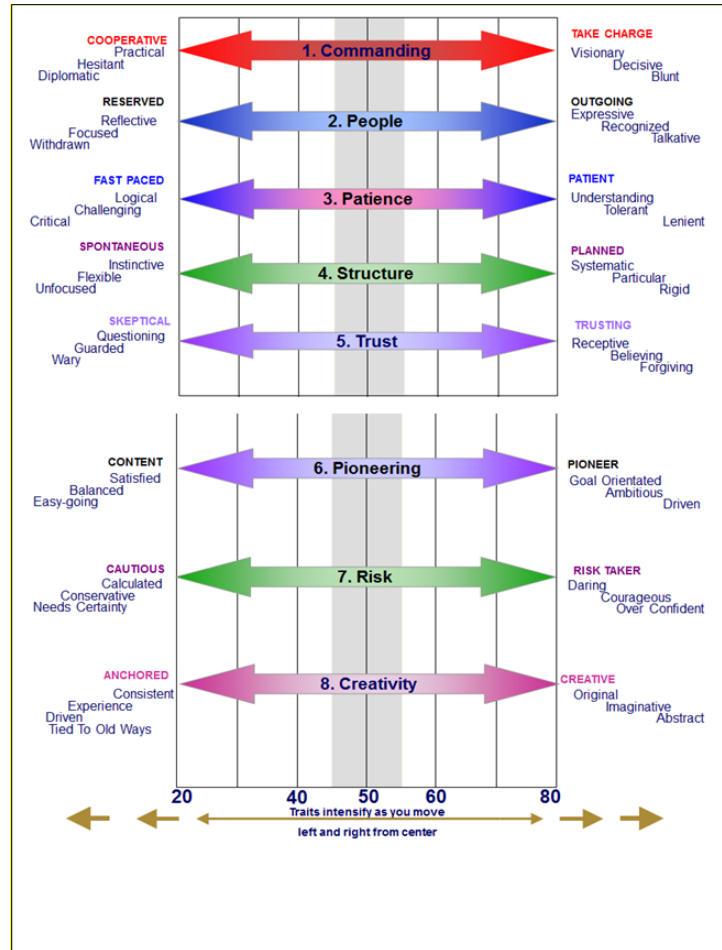 COOPERATIVE
Practical
Hesitant
Diplomatic
1. Commanding
TAKE CHARGE
Visionary
Decisive
Blunt
RESERVED
Reflective
Focused
Withdrawn
2. People
OUTGOING
Expressive
Recognized
Talkative
FAST PACED
Logical
Challenging
Critical
3. Patience
PATIENT
Understanding
Tolerant
Lenient
SPONTANEOUS
Instinctive
Flexible
Unfocused
4. Structure
PLANNED
Systematic
Particular
Rigid
SKEPTICAL
Questioning
Guarded
Wary
5. Trust
TRUSTING
Receptive
Believing
Forgiving
CONTENT
Satisfied
Balanced
Easy-going
6. Pioneering
PIONEER
Goal Orientated
Ambitious
Driven
CAUTIOUS
Calculated
Conservative
Needs Certainty
7. Risk
RISK TAKER
Daring
Courageous
Over Confident
ANCHORED
Consistent
Experience
Driven
Tied To Old Ways
8. Creativity
CREATIVE
Original
Imaginative
Abstract
20 40 50 60 80
Traits intensify as you move
left and right from center